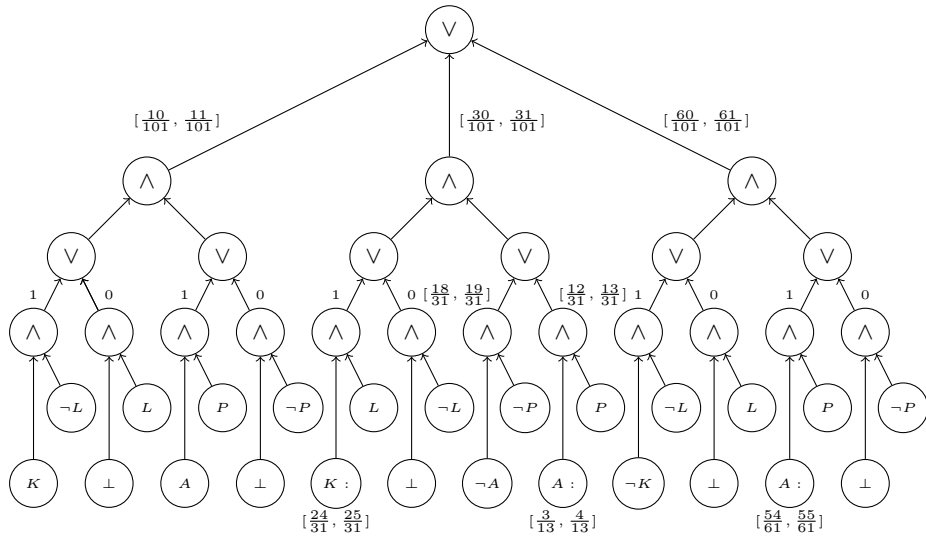 ∨
[10/101, 11/101] [30/101, 31/101] [60/101, 61/101]
∧ ∧ ∧
∨ ∨ ∨ ∨ ∨ ∨
1 0 1 0 1 0 [18/31, 19/31] [12/31, 13/31] 1 0 1 0
∧ ∧ ∧ ∧ ∧ ∧ ∧ ∧ ∧ ∧ ∧ ∧
¬L L P ¬P L ¬L ¬P P ¬L L P ¬P
K ⊥ A ⊥ K : ⊥ ¬A A : ¬K ⊥ A : ⊥
[24/31, 25/31] [3/13, 4/13] [54/61, 55/61]